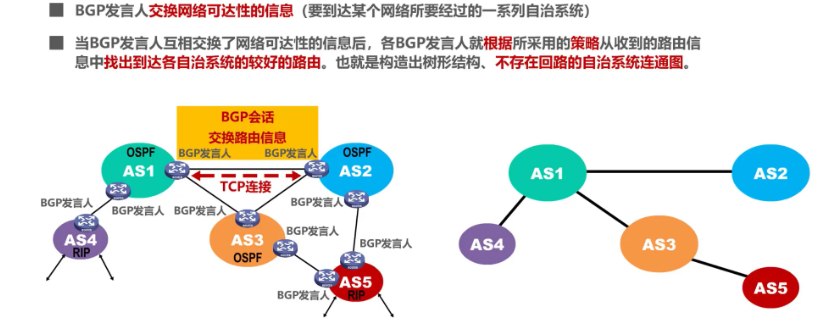 BGP发言人交换网络可达性的信息（要到达某个网络所要经过的一系列自治系统）
当BGP发言人互相交换了网络可达性的信息后，各BGP发言人就根据所采用的策略从收到的路由信
息中找出到达各自治系统的较好的路由。也就是构造出树形结构、不存在回路的自治系统连通图。
BGP会话
交换路由信息
OSPF
AS1
BGP发言人
BGP发言人
OSPF
AS2
TCP连接
BGP发言人
BGP发言人
BGP发言人
BGP发言人
AS4
RIP
AS3
OSPF
BGP发言人
BGP发言人
BGP发言人
AS5
RIP
AS1
AS2
AS4
AS3
AS5